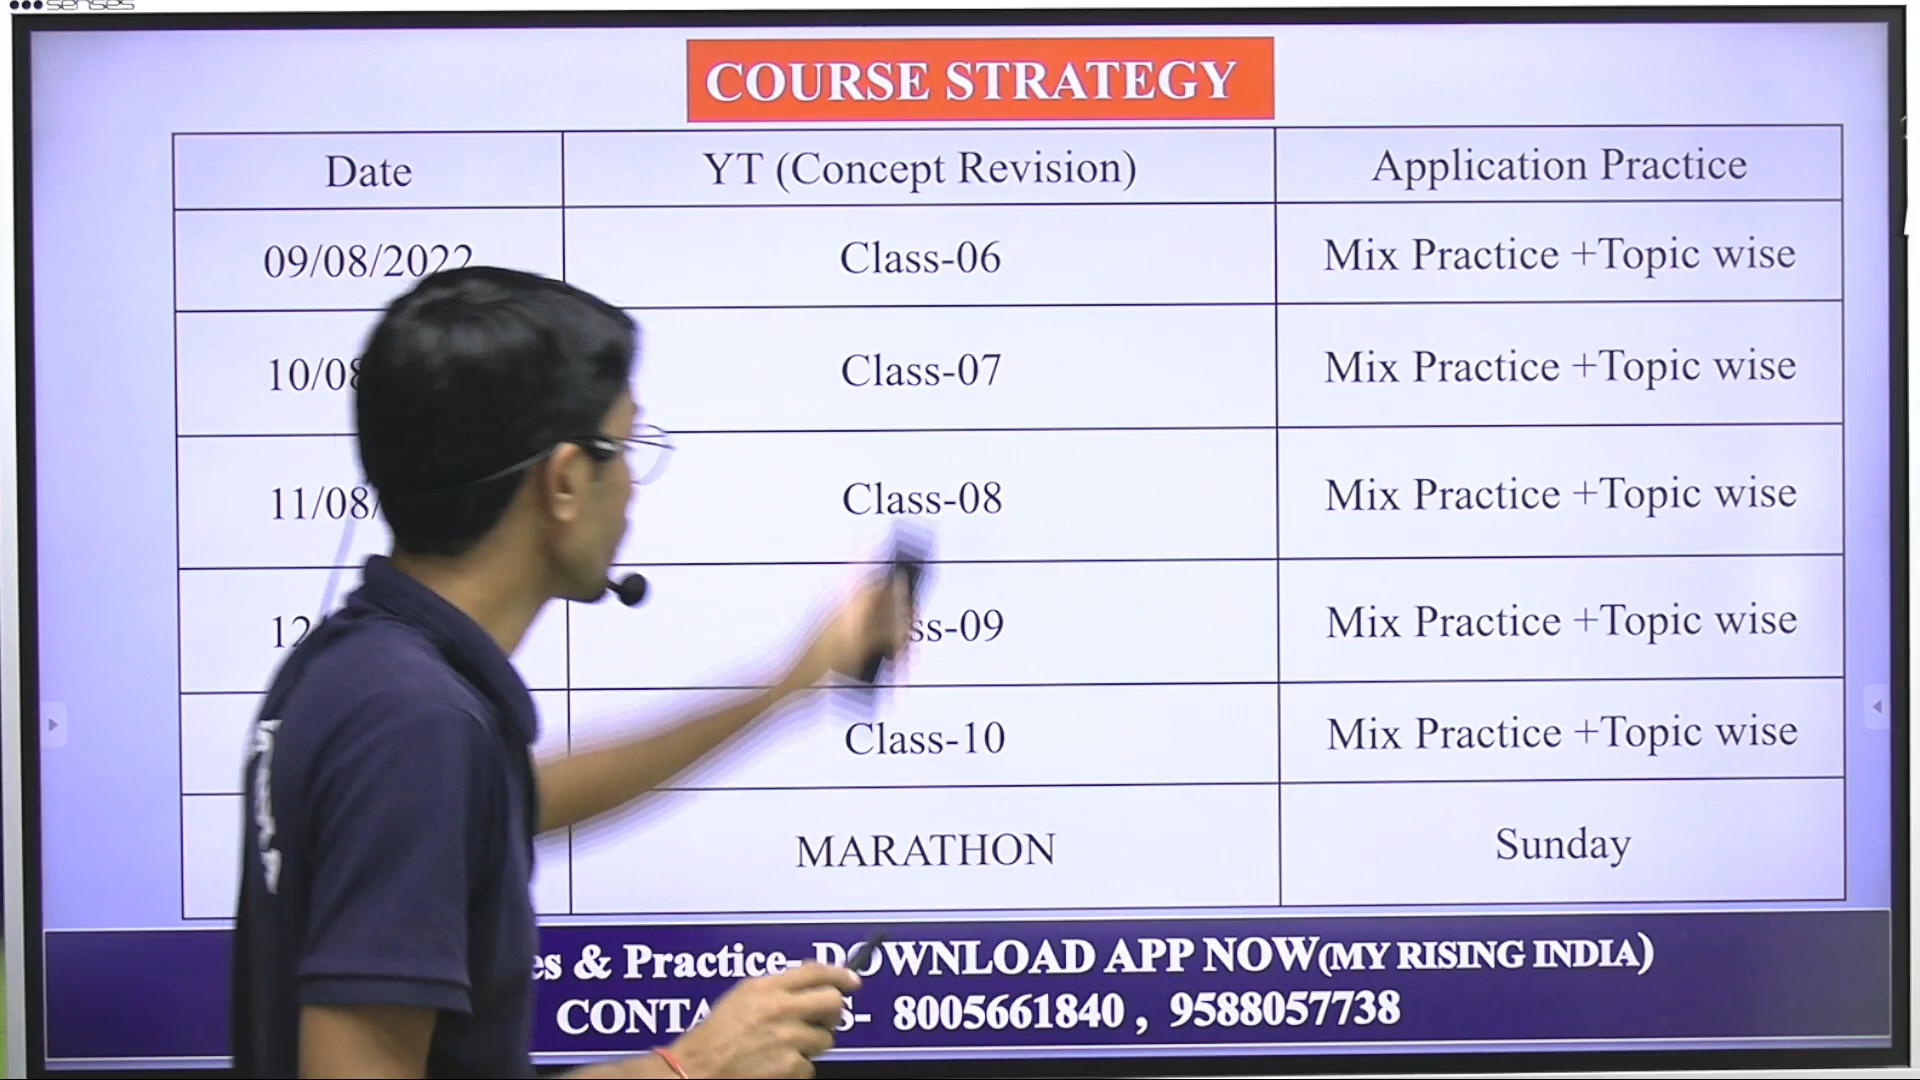 senses
COURSE STRATEGY
Date YT (Concept Revision) Application Practice
09/08/2022 Class-06 Mix Practice +Topic wise
10/08 Class-07 Mix Practice +Topic wise
11/08/ Class-08 Mix Practice +Topic wise
12 ss-09 Mix Practice +Topic wise
Class-10 Mix Practice +Topic wise
MARATHON Sunday
es & Practice- DOWNLOAD APP NOW(MY RISING INDIA)
CONTA S- 8005661840 , 9588057738